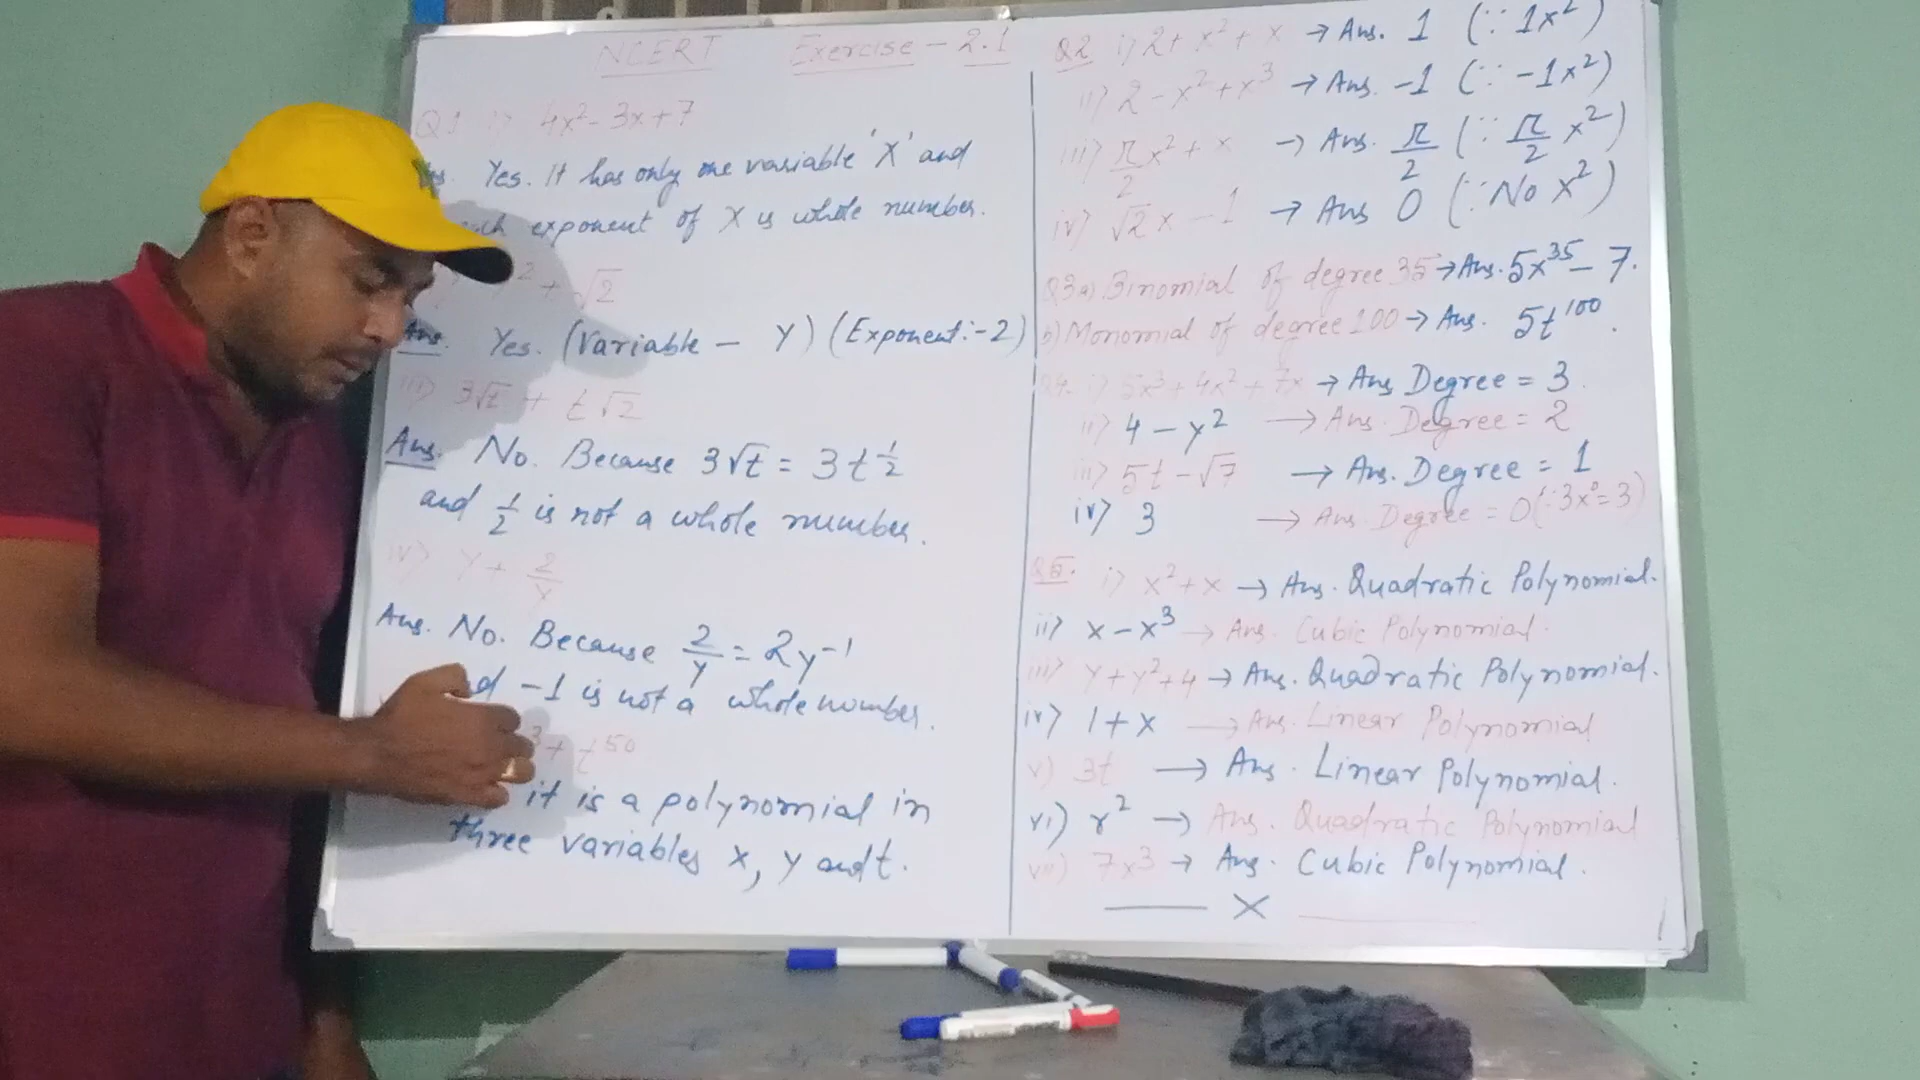 NCERT Exercise - 2.1
Q1 i) 4x² - 3x + 7
Yes. It has only one variable 'X' and
exponent of X is whole number.
² + √2
Ans. Yes. (Variable - Y) (Exponent:-2)
iii) 3√t + t√2
Ans. No. Because 3√t = 3t^1/2
and 1/2 is not a whole number.
iv) y + 2/y
Ans. No. Because 2/y = 2y⁻¹
-1 is not a whole number.
³ + t⁵⁰
it is a polynomial in
three variables x, y and t.
Q2 i) 2 + x² + x → Ans. 1 (∵ 1x²)
ii) 2 - x² + x³ → Ans. -1 (∵ -1x²)
iii) π/2 x² + x → Ans. π/2 (∵ π/2 x²)
iv) √2x - 1 → Ans 0 (∵ No x²)
Q3 a) Binomial of degree 35 → Ans. 5x³⁵ - 7.
b) Monomial of degree 100 → Ans. 5t¹⁰⁰.
Q4. i) 5x³ + 4x² + 7x → Ans Degree = 3.
ii) 4 - y² → Ans. Degree = 2
iii) 5t - √7 → Ans. Degree = 1
iv) 3 → Ans Degree = 0 (∵ 3x⁰ = 3)
Q5. i) x² + x → Ans. Quadratic Polynomial.
ii) x - x³ → Ans. Cubic Polynomial.
iii) y + y² + 4 → Ans. Quadratic Polynomial.
iv) 1 + x → Ans. Linear Polynomial
v) 3t → Ans. Linear Polynomial.
vi) r² → Ans. Quadratic Polynomial
vii) 7x³ → Ans. Cubic Polynomial.
X